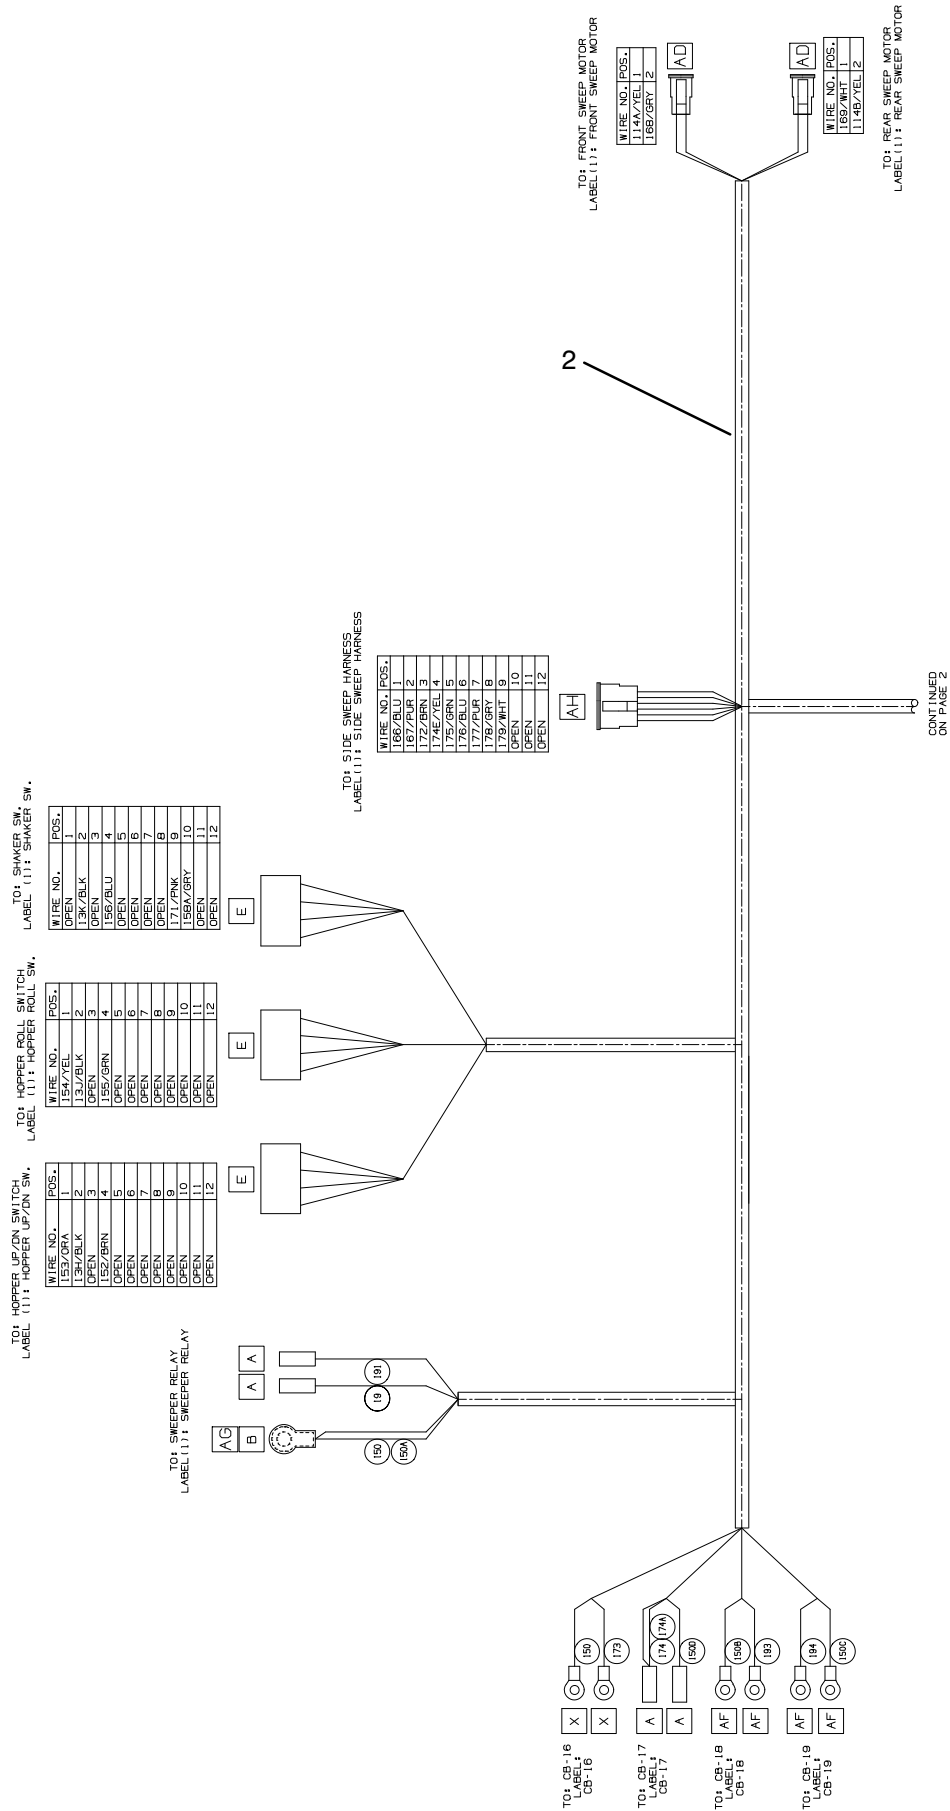 TO: HOPPER UP/DN SWITCH
LABEL (1): HOPPER UP/DN SW.
WIRE NO. POS.
153/ORA 1
13H/BLK 2
OPEN 3
152/BRN 4
OPEN 5
OPEN 6
OPEN 7
OPEN 8
OPEN 9
OPEN 10
OPEN 11
OPEN 12
E
TO: HOPPER ROLL SWITCH
LABEL (1): HOPPER ROLL SW.
WIRE NO. POS.
154/YEL 1
13J/BLK 2
OPEN 3
155/GRN 4
OPEN 5
OPEN 6
OPEN 7
OPEN 8
OPEN 9
OPEN 10
OPEN 11
OPEN 12
E
TO: SHAKER SW.
LABEL (1): SHAKER SW.
WIRE NO. POS.
OPEN 1
13K/BLK 2
OPEN 3
156/BLU 4
OPEN 5
OPEN 6
OPEN 7
OPEN 8
171/PNK 9
158A/GRY 10
OPEN 11
OPEN 12
E
TO: SWEEPER RELAY
LABEL(1): SWEEPER RELAY
AG
B
A
A
150
150A
19
191
TO: SIDE SWEEP HARNESS
LABEL(1): SIDE SWEEP HARNESS
WIRE NO. POS.
166/BLU 1
167/PUR 2
172/BRN 3
174E/YEL 4
175/GRN 5
176/BLU 6
177/PUR 7
178/GRY 8
179/WHT 9
OPEN 10
OPEN 11
OPEN 12
AH
TO: FRONT SWEEP MOTOR
LABEL(1): FRONT SWEEP MOTOR
WIRE NO. POS.
114A/YEL 1
168/GRY 2
AD
AD
WIRE NO. POS.
169/WHT 1
114B/YEL 2
TO: REAR SWEEP MOTOR
LABEL(1): REAR SWEEP MOTOR
2
CONTINUED
ON PAGE 2
TO: CB-16
LABEL:
CB-16
X
X
150
173
TO: CB-17
LABEL:
CB-17
A
A
174
174A
150D
TO: CB-18
LABEL:
CB-18
AF
AF
150B
193
TO: CB-19
LABEL:
CB-19
AF
AF
194
150C